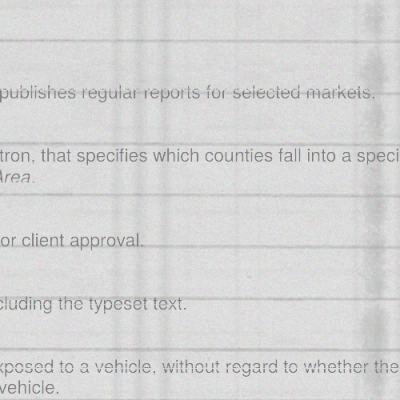 publishes regular reports for selected markets.
tron, that specifies which counties fall into a speci
Area.
or client approval.
cluding the typeset text.
xposed to a vehicle, without regard to whether the
vehicle.